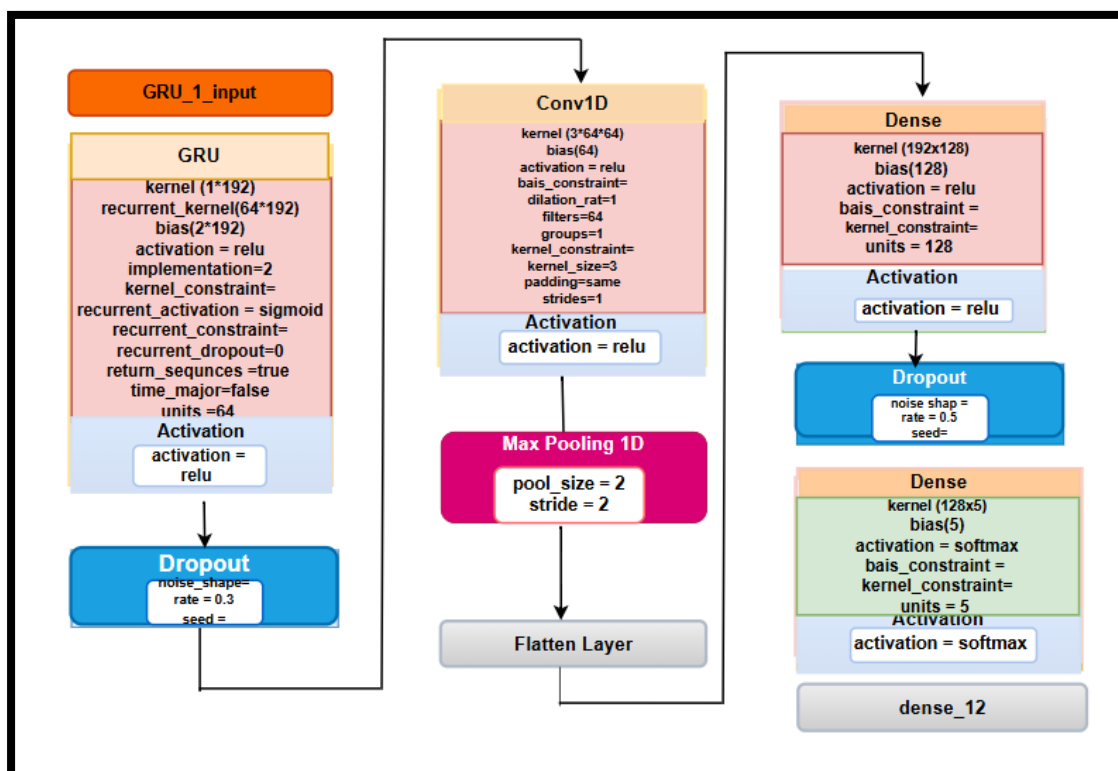 GRU_1_input
GRU
kernel (1*192)
recurrent_kernel(64*192)
bias(2*192)
activation = relu
implementation=2
kernel_constraint=
recurrent_activation = sigmoid
recurrent_constraint=
recurrent_dropout=0
return_sequnces =true
time_major=false
units =64
Activation
activation =
relu
Dropout
noise_shape=
rate = 0.3
seed =
Conv1D
kernel (3*64*64)
bias(64)
activation = relu
bais_constraint=
dilation_rat=1
filters=64
groups=1
kernel_constraint=
kernel_size=3
padding=same
strides=1
Activation
activation = relu
Max Pooling 1D
pool_size = 2
stride = 2
Flatten Layer
Dense
kernel (192x128)
bias(128)
activation = relu
bais_constraint =
kernel_constraint=
units = 128
Activation
activation = relu
Dropout
noise shap =
rate = 0.5
seed=
Dense
kernel (128x5)
bias(5)
activation = softmax
bais_constraint =
kernel_constraint=
units = 5
Activation
activation = softmax
dense_12